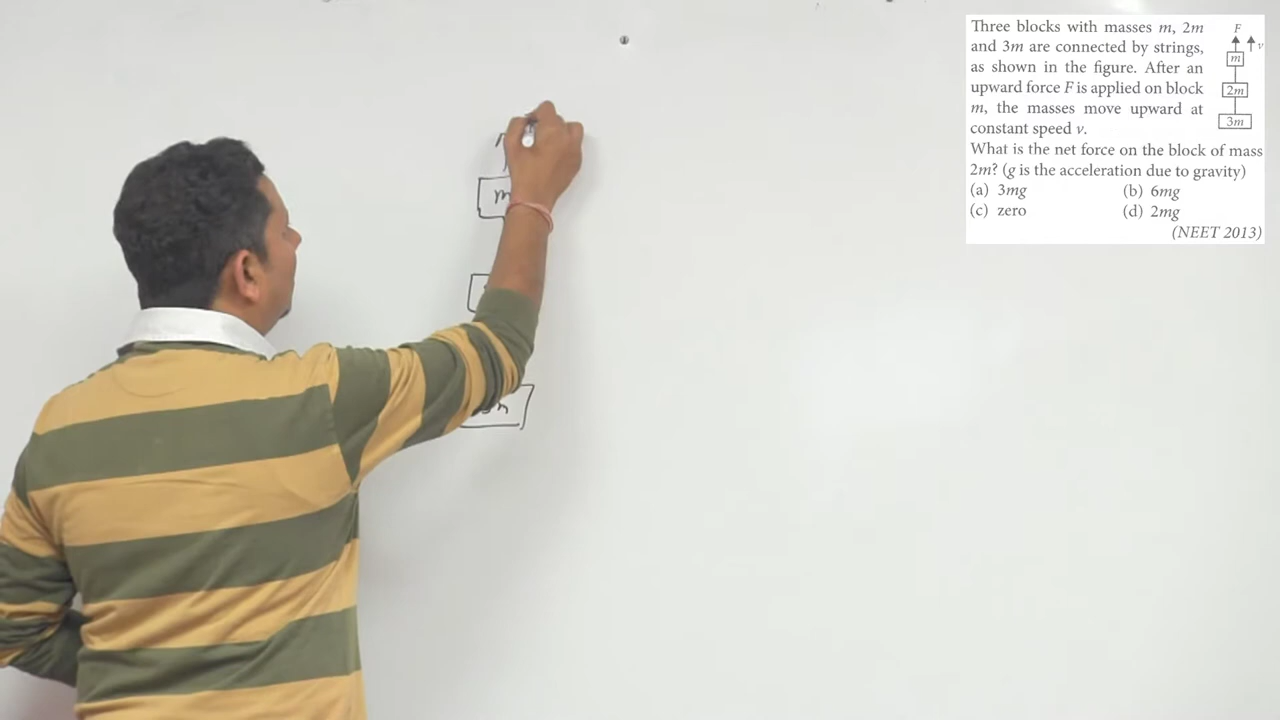 Three blocks with masses m, 2m
and 3m are connected by strings,
as shown in the figure. After an
upward force F is applied on block
m, the masses move upward at
constant speed v.
What is the net force on the block of mass
2m? (g is the acceleration due to gravity)
(a) 3mg (b) 6mg
(c) zero (d) 2mg
(NEET 2013)
F
v
m
2m
3m
m